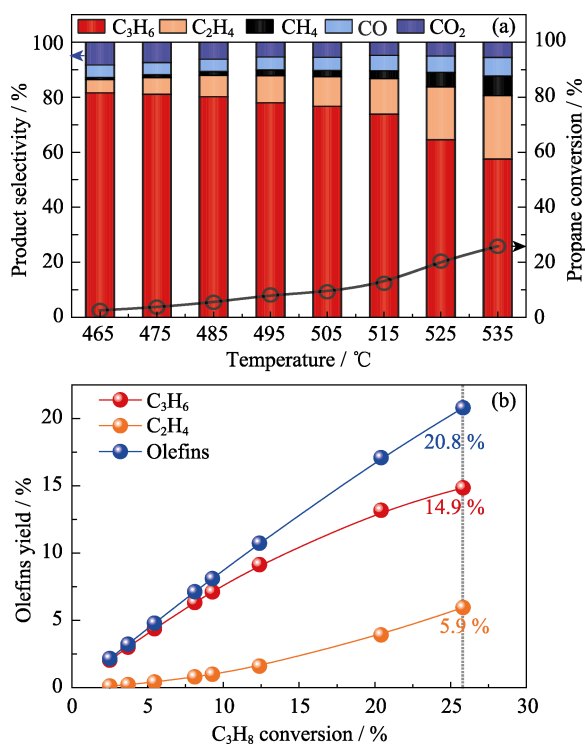 (a)
C₃H₆ C₂H₄ CH₄ CO CO₂
100
80
60
40
20
0
Product selectivity / %
100
80
60
40
20
0
Propane conversion / %
465 475 485 495 505 515 525 535
Temperature / ℃
(b)
C₃H₆
C₂H₄
Olefins
20.8 %
14.9 %
5.9 %
20
15
10
5
0
Olefins yield / %
0 5 10 15 20 25 30
C₃H₈ conversion / %